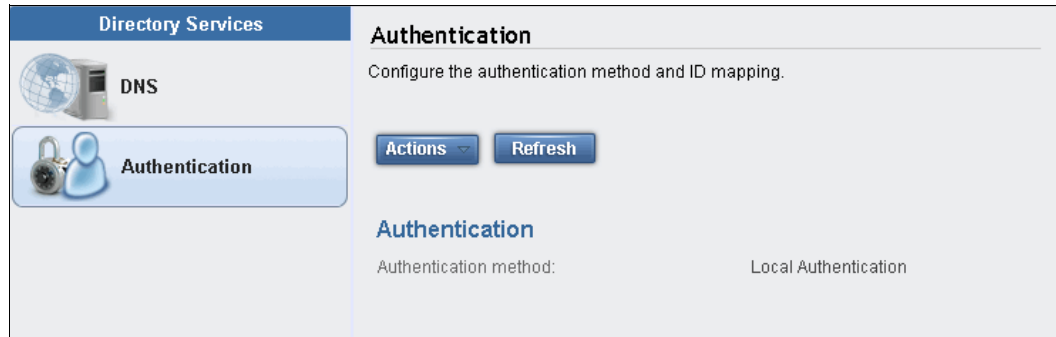 Directory Services
DNS
Authentication
Authentication
Configure the authentication method and ID mapping.
Actions
Refresh
Authentication
Authentication method: Local Authentication